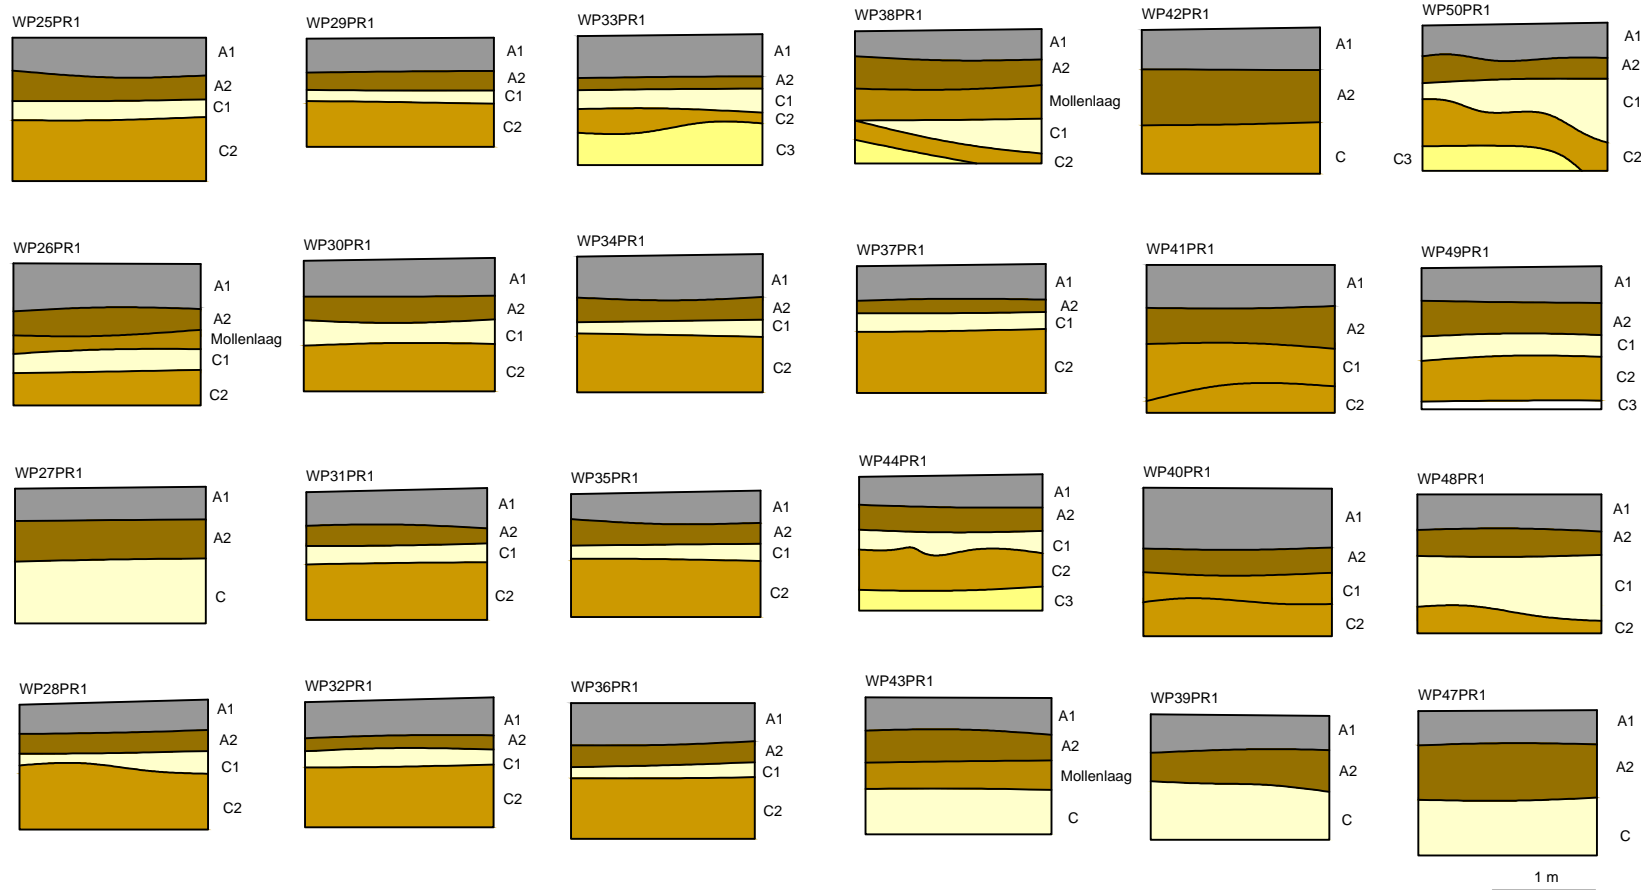 WP25PR1
A1
A2
C1
C2
WP29PR1
A1
A2
C1
C2
WP33PR1
A1
A2
C1
C2
C3
WP38PR1
A1
A2
Mollenlaag
C1
C2
WP42PR1
A1
A2
C
WP50PR1
A1
A2
C1
C3
C2
WP26PR1
A1
A2
Mollenlaag
C1
C2
WP30PR1
A1
A2
C1
C2
WP34PR1
A1
A2
C1
C2
WP37PR1
A1
A2
C1
C2
WP41PR1
A1
A2
C1
C2
WP49PR1
A1
A2
C1
C2
C3
WP27PR1
A1
A2
C
WP31PR1
A1
A2
C1
C2
WP35PR1
A1
A2
C1
C2
WP44PR1
A1
A2
C1
C2
C3
WP40PR1
A1
A2
C1
C2
WP48PR1
A1
A2
C1
C2
WP28PR1
A1
A2
C1
C2
WP32PR1
A1
A2
C1
C2
WP36PR1
A1
A2
C1
C2
WP43PR1
A1
A2
Mollenlaag
C
WP39PR1
A1
A2
C
WP47PR1
A1
A2
C
1 m